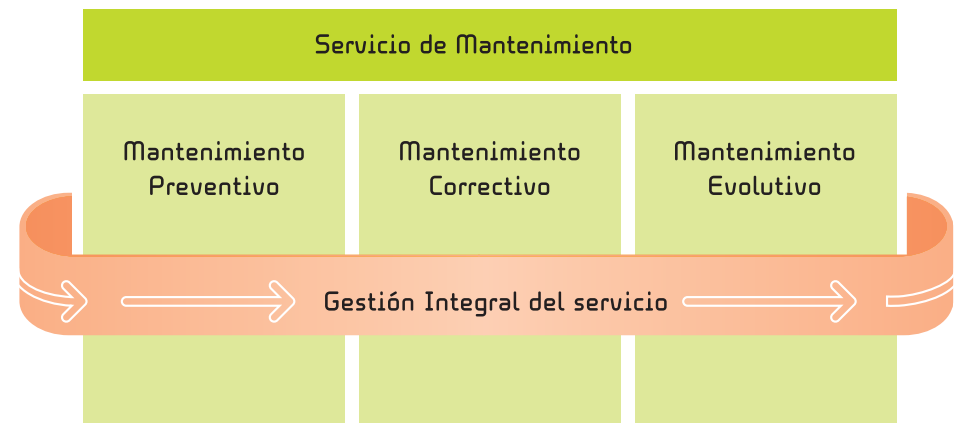 Servicio de Mantenimiento
Mantenimiento
Preventivo
Mantenimiento
Correctivo
Mantenimiento
Evolutivo
Gestión Integral del servicio